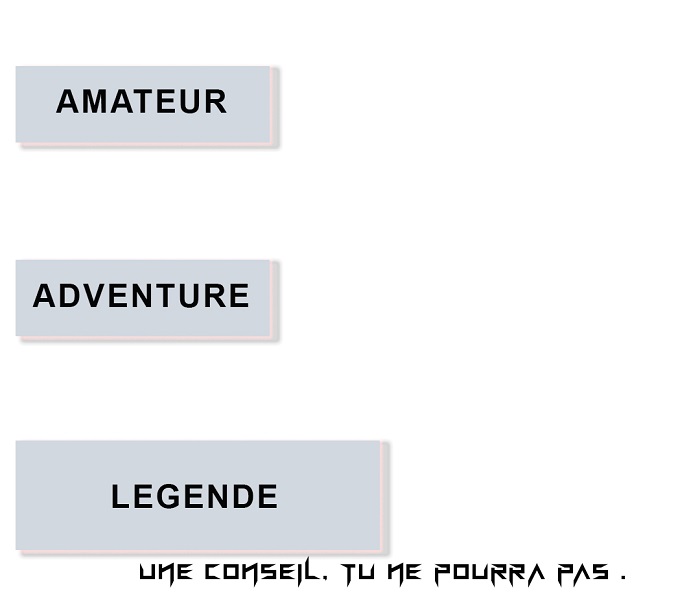 AMATEUR
ADVENTURE
LEGENDE
UNE CONSEIL, TU NE POURRA PAS .